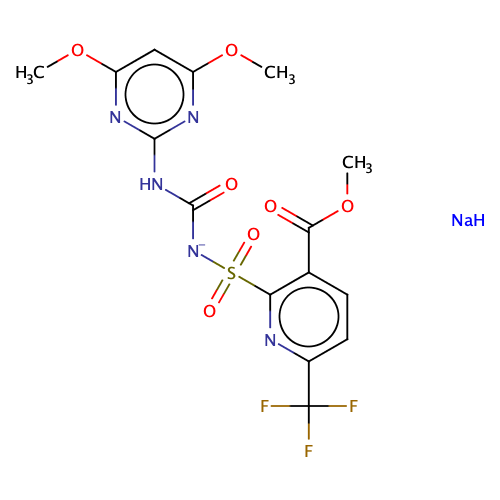 O O
H₃C CH₃
N N
CH₃
HN O
O O
NaH
N⁻ O
S
O
N
F F
F